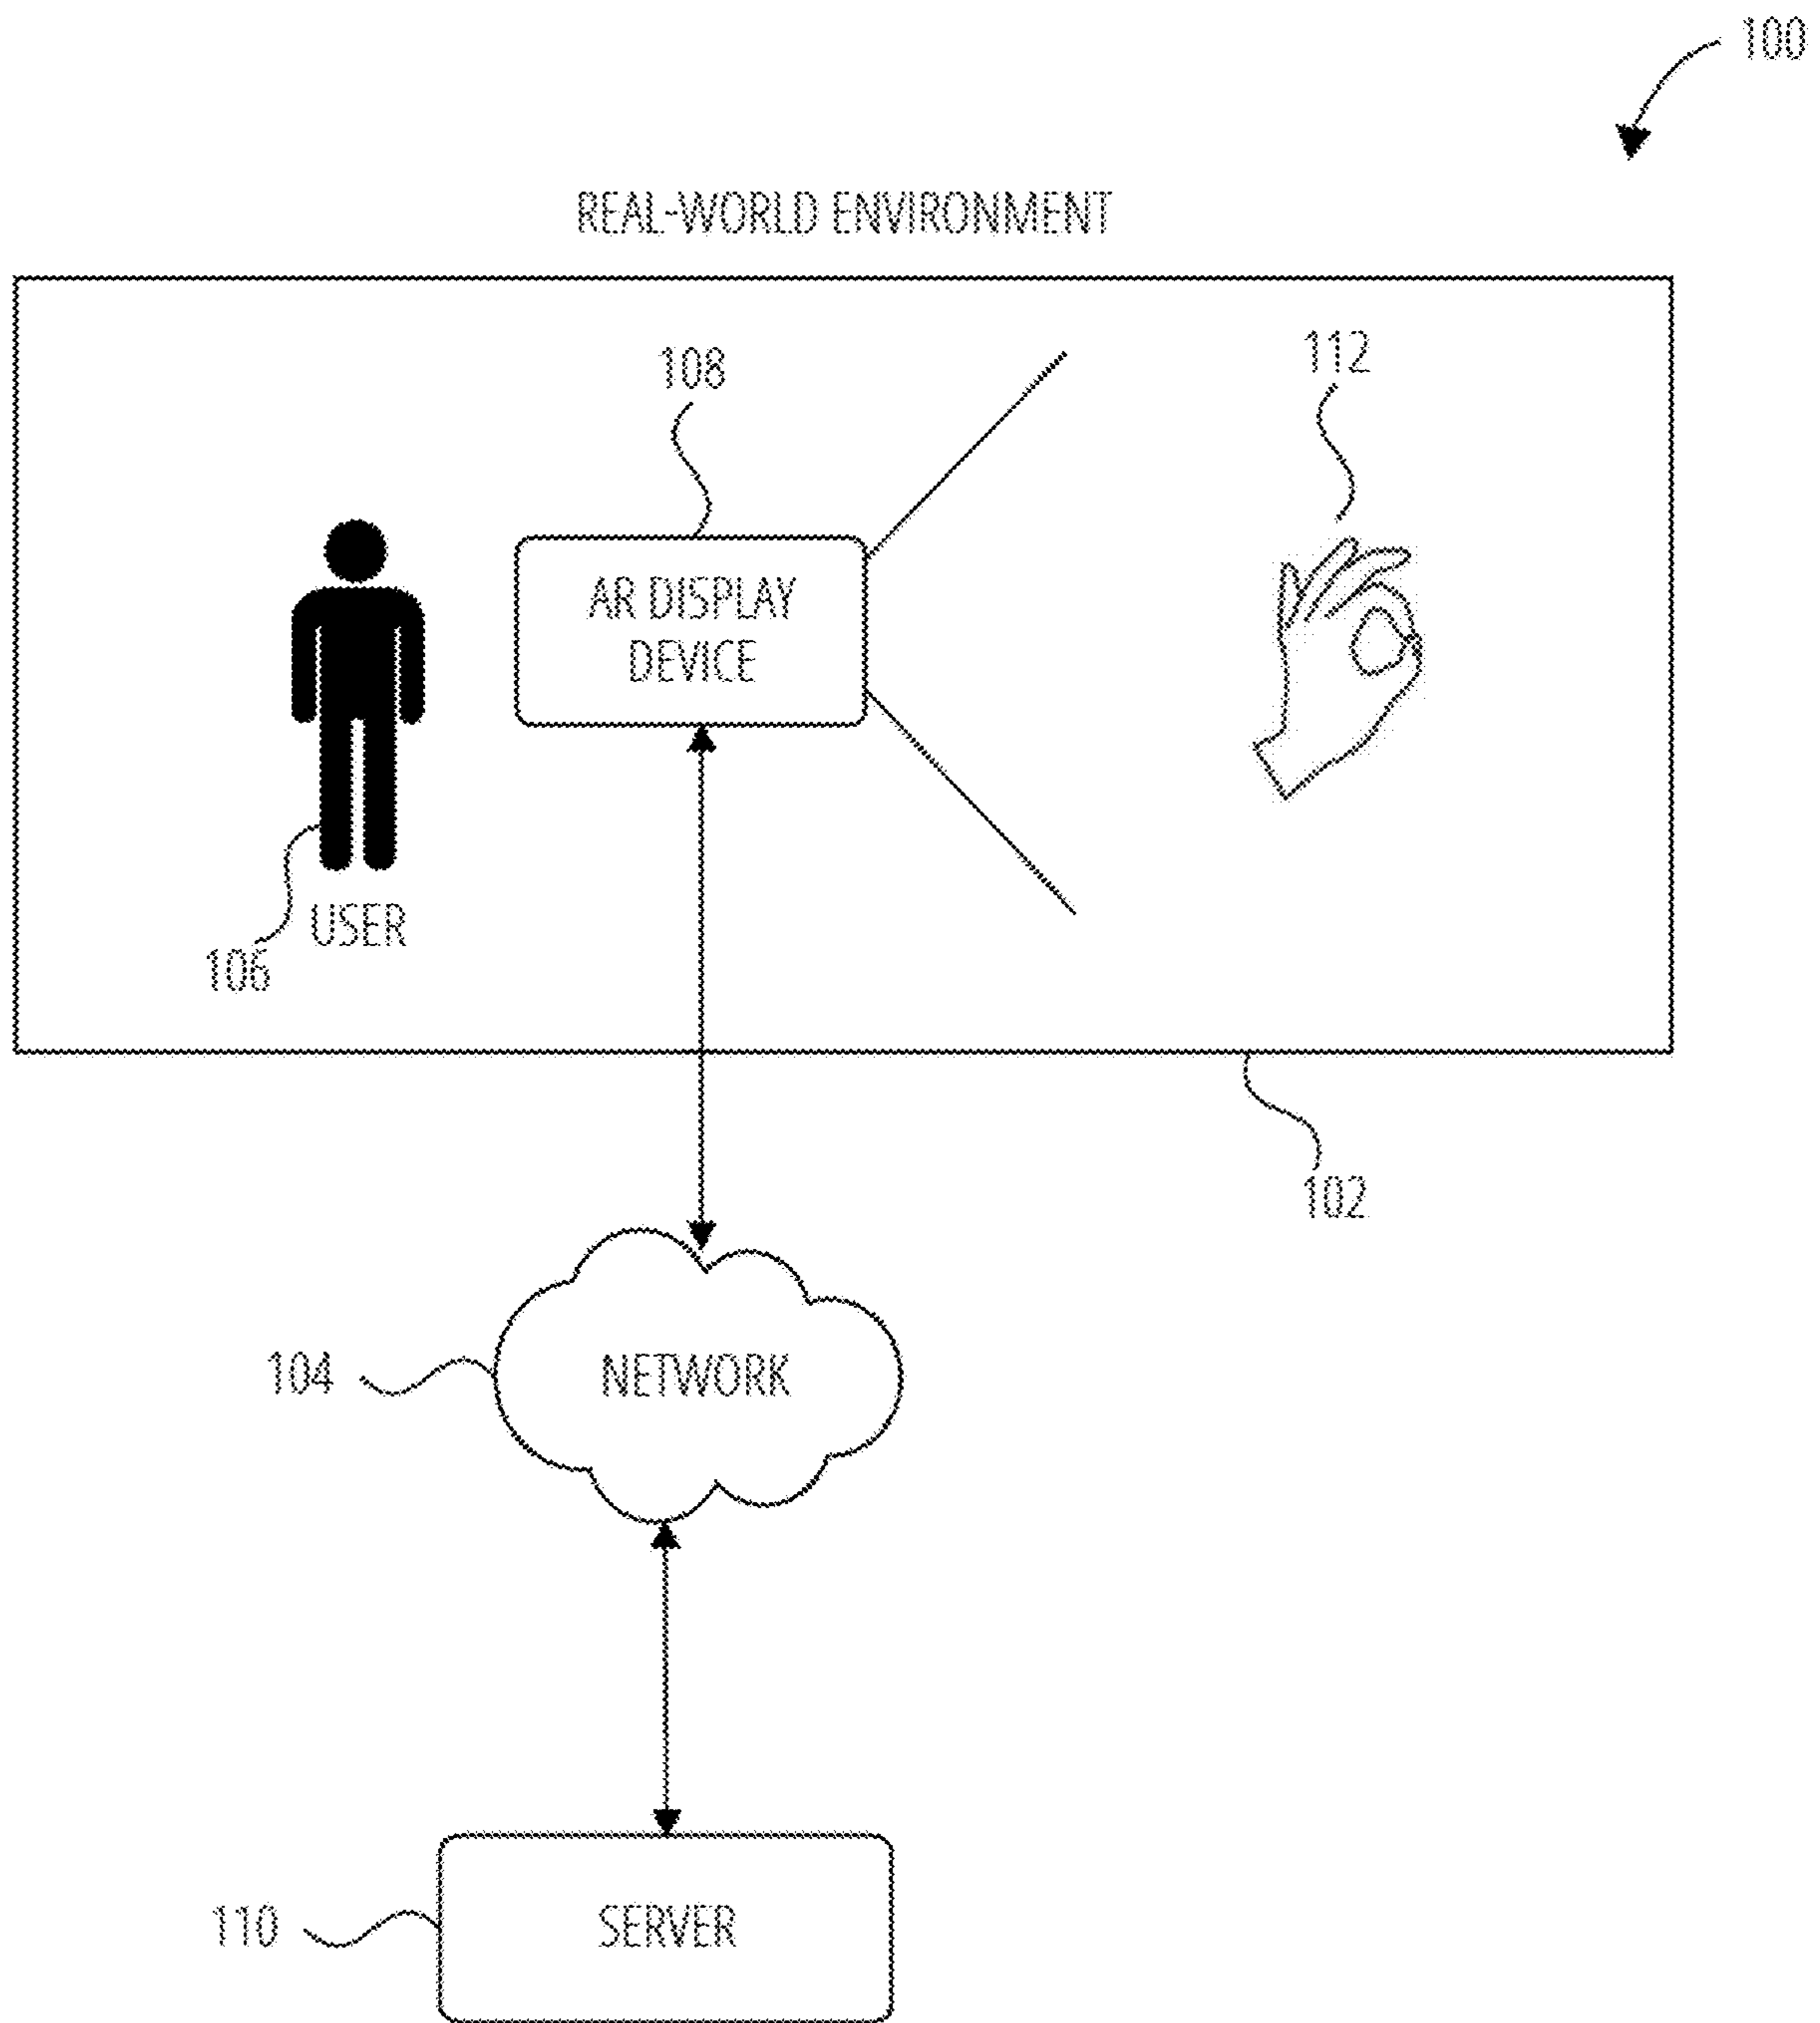 100
REAL-WORLD ENVIRONMENT
108
112
AR DISPLAY
DEVICE
USER
106
102
104
NETWORK
110
SERVER